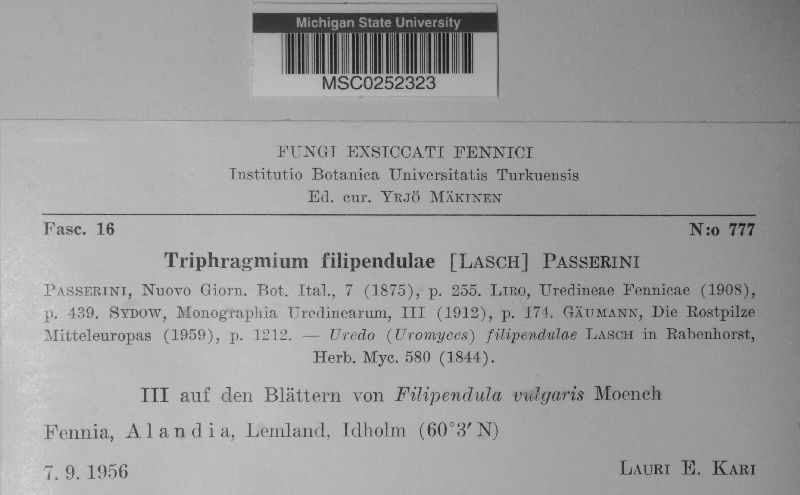 Michigan State University
MSC0252323
FUNGI EXSICCATI FENNICI
Institutio Botanica Universitatis Turkuensis
Ed. cur. YRJÖ MÄKINEN
Fasc. 16 N:o 777
Triphragmium filipendulae [LASCH] PASSERINI
PASSERINI, Nuovo Giorn. Bot. Ital., 7 (1875), p. 255. LIRO, Uredineae Fennicae (1908),
p. 439. SYDOW, Monographia Uredinearum, III (1912), p. 174. GÄUMANN, Die Rostpilze
Mitteleuropas (1959), p. 1212. — Uredo (Uromyces) filipendulae LASCH in Rabenhorst,
Herb. Myc. 580 (1844).
III auf den Blättern von Filipendula vulgaris Moench
Fennia, Alandia, Lemland, Idholm (60°3′ N)
7. 9. 1956 LAURI E. KARI